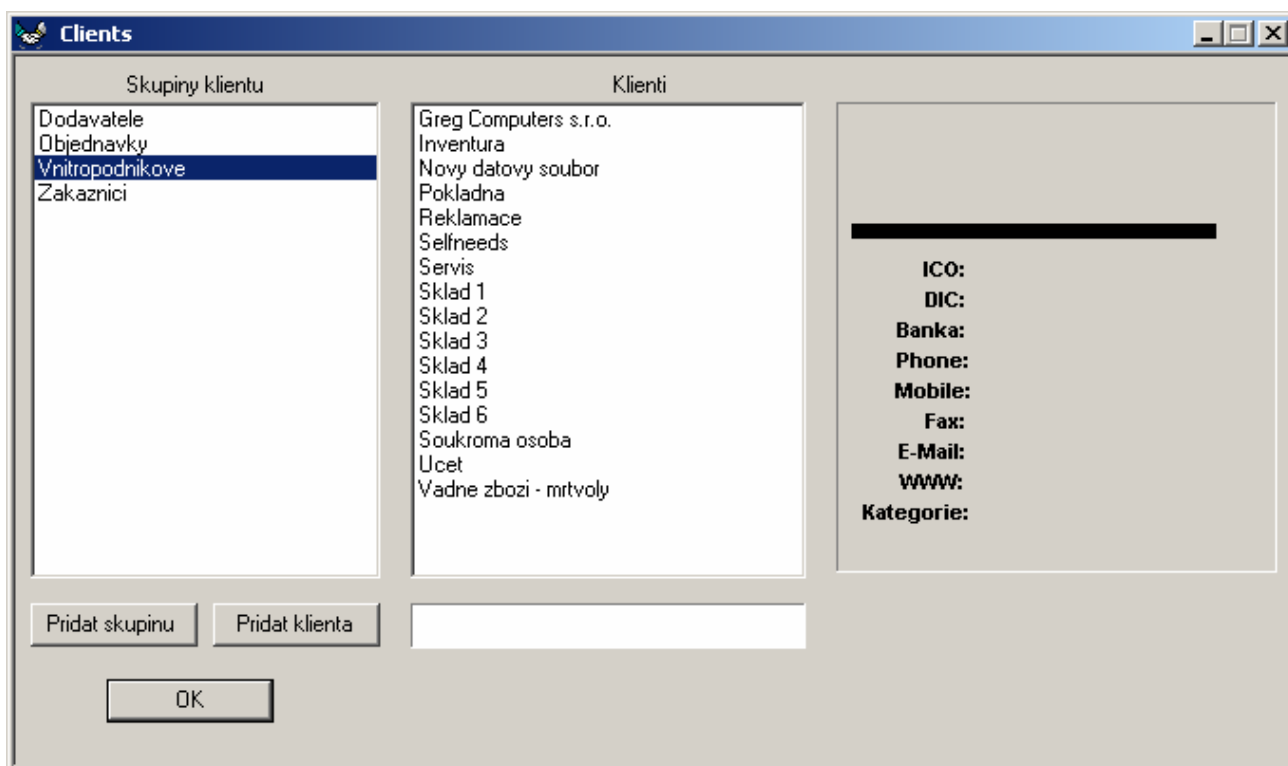 Clients
Skupiny klientu
Dodavatele
Objednavky
Vnitropodnikove
Zakaznici
Klienti
Greg Computers s.r.o.
Inventura
Novy datovy soubor
Pokladna
Reklamace
Selfneeds
Servis
Sklad 1
Sklad 2
Sklad 3
Sklad 4
Sklad 5
Sklad 6
Soukroma osoba
Ucet
Vadne zbozi - mrtvoly
ICO:
DIC:
Banka:
Phone:
Mobile:
Fax:
E-Mail:
WWW:
Kategorie:
Pridat skupinu
Pridat klienta
OK